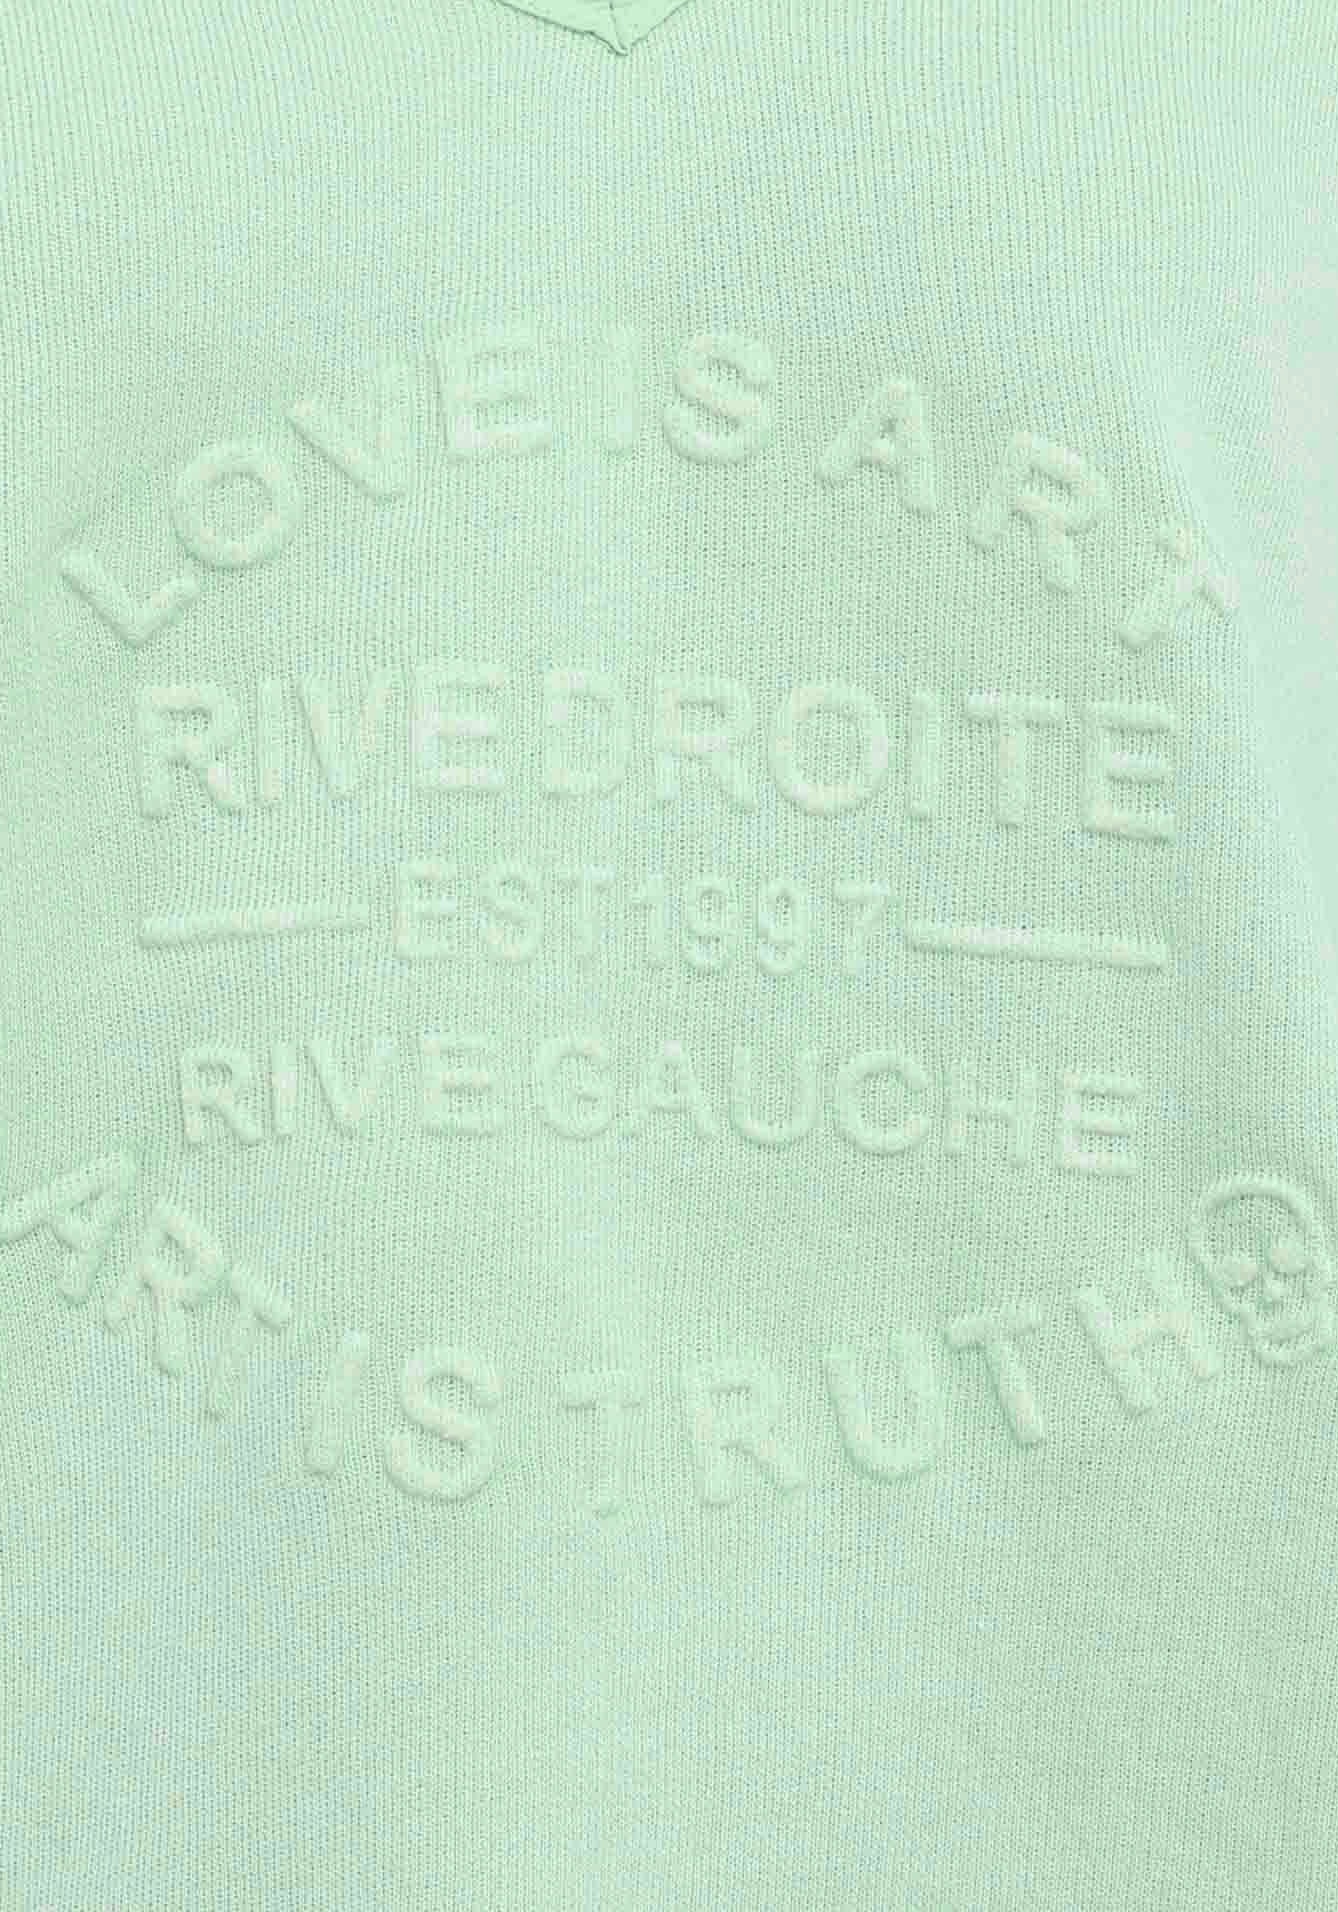 LOVE IS ART
RIVE DROITE
EST 1997
RIVE GAUCHE
ART IS TRUTH